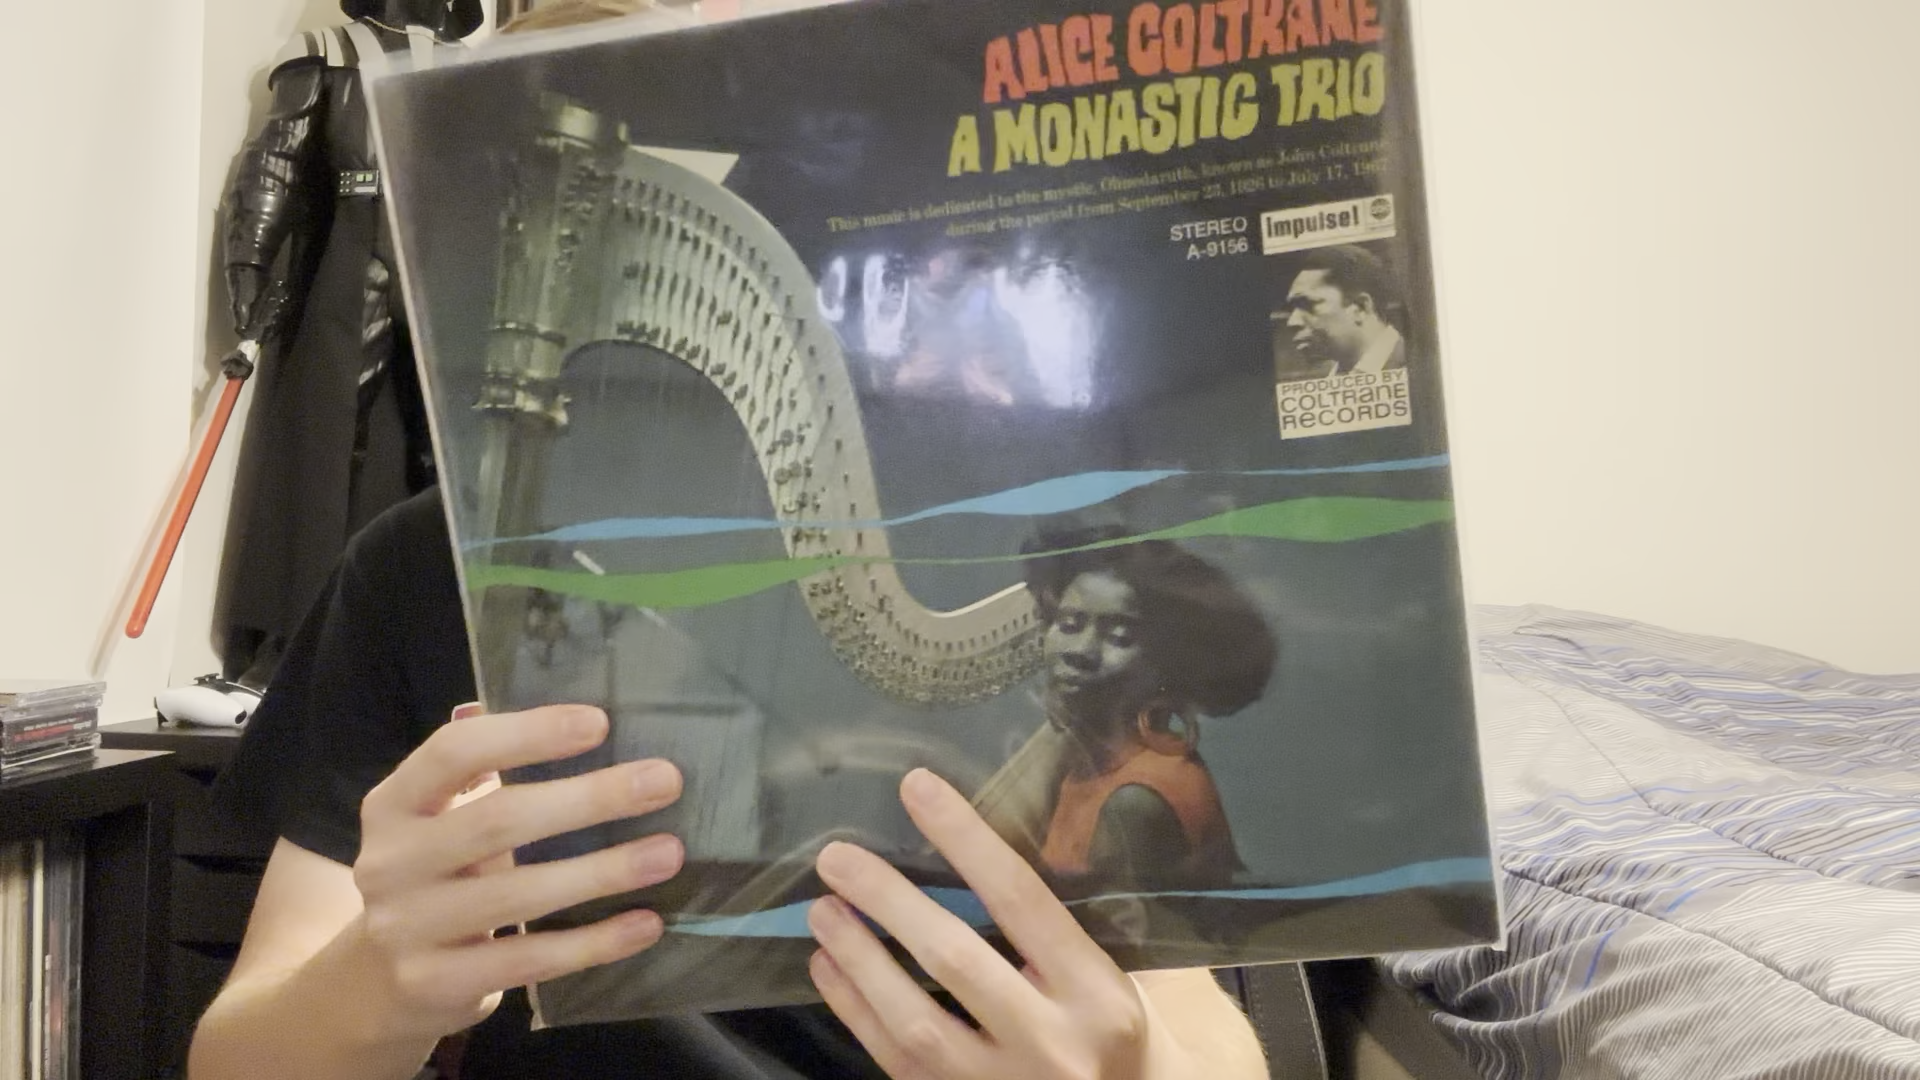 ALICE COLTRANE
A MONASTIC TRIO
This music is dedicated to the mystic, Ohnedaruth, known as John Coltrane
during the period from September 23, 1926 to July 17, 1967
STEREO
A-9156
impulse!
abc
PRODUCED BY
COLTRANE
RECORDS